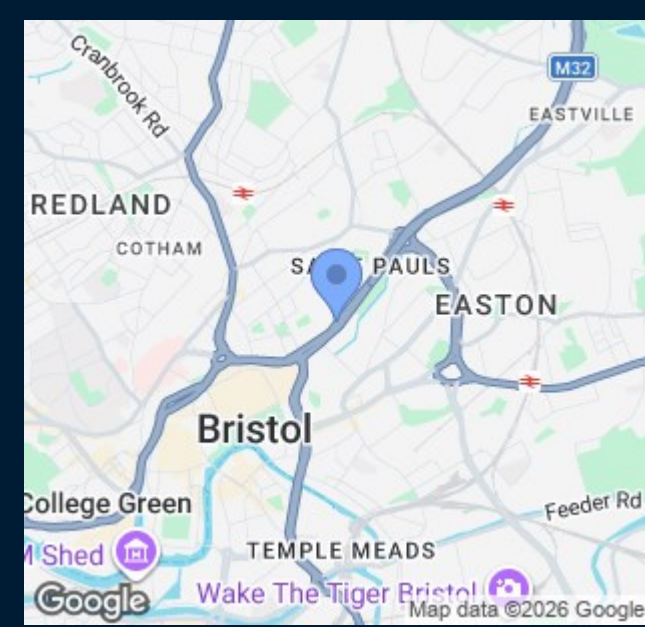 Cranbrook Rd
M32
EASTVILLE
REDLAND
COTHAM
PAULS
EASTON
Bristol
College Green
Feeder Rd
M Shed
TEMPLE MEADS
Wake The Tiger Bristol
Google
Map data ©2026 Google